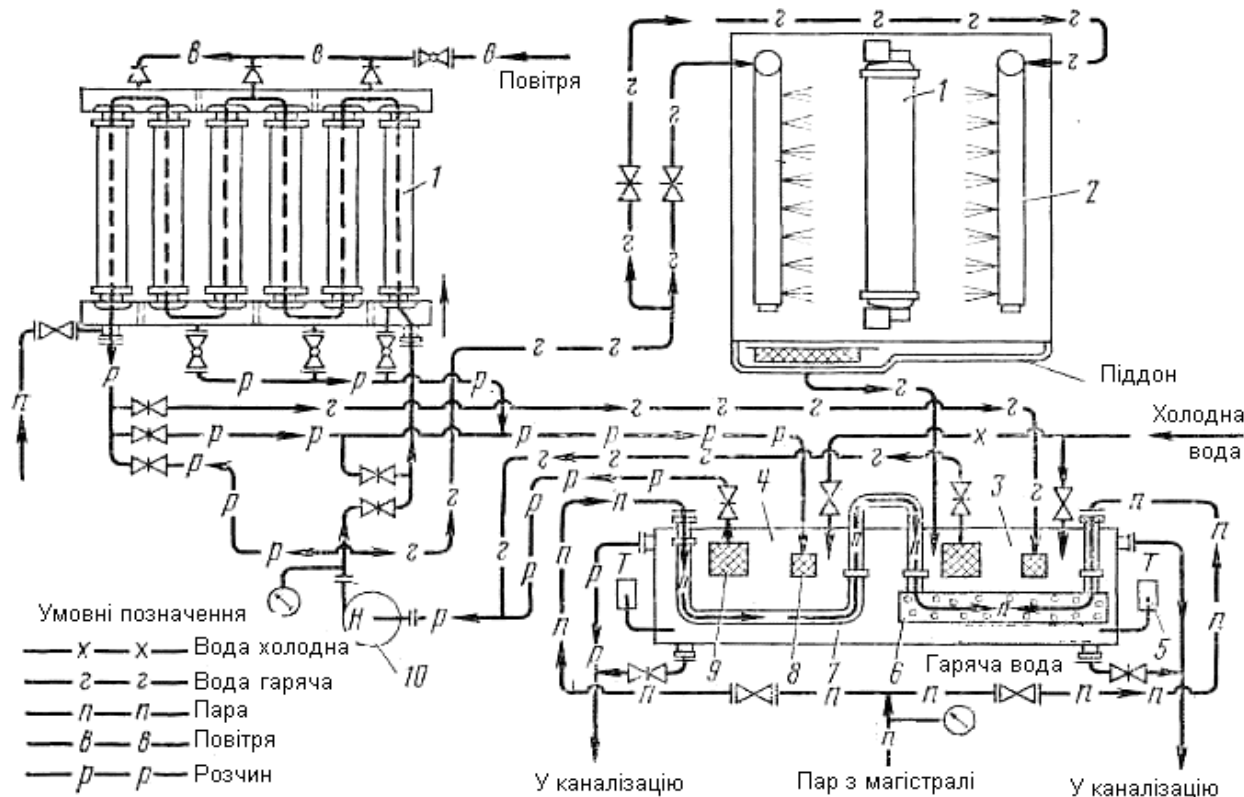 г г г г
в в в
Повітря
г
г
г
1
1
2
г
г
г
г г
р
р р р
п
Піддон
г
г г г г
Холодна
вода
р р
р р р р
х
р
г г г г
р р
4
3
п
п
г
р
г
р г
р
п
р
T
T
п
п
п
п
п
Умовні позначення
H
р
р
5
х х Вода холодна
10
9 8 7 6
Гаряча вода
г г Вода гаряча
п п п п п
п п Пара
в в Повітря
п
р р Розчин
У каналізацію
Пар з магістралі
У каналізацію